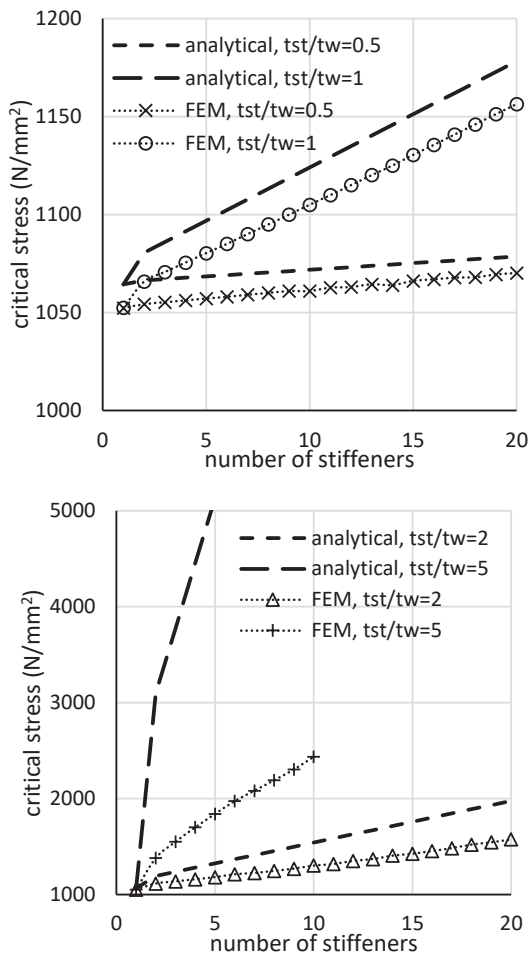 1200
1150
1100
1050
1000
critical stress (N/mm²)
analytical, tst/tw=0.5
analytical, tst/tw=1
FEM, tst/tw=0.5
FEM, tst/tw=1
0 5 10 15 20
number of stiffeners
5000
4000
3000
2000
1000
critical stress (N/mm²)
analytical, tst/tw=2
analytical, tst/tw=5
FEM, tst/tw=2
FEM, tst/tw=5
0 5 10 15 20
number of stiffeners